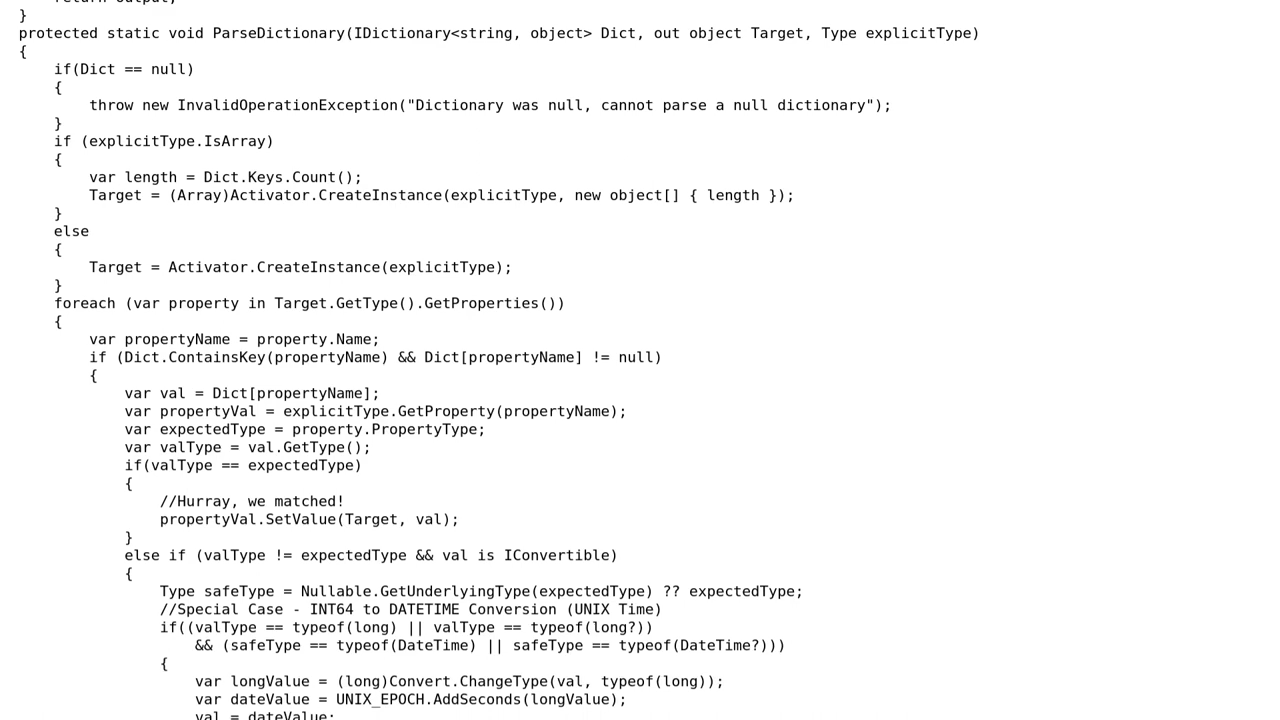 return output;
}
protected static void ParseDictionary(IDictionary<string, object> Dict, out object Target, Type explicitType)
{
    if(Dict == null)
    {
        throw new InvalidOperationException("Dictionary was null, cannot parse a null dictionary");
    }
    if (explicitType.IsArray)
    {
        var length = Dict.Keys.Count();
        Target = (Array)Activator.CreateInstance(explicitType, new object[] { length });
    }
    else
    {
        Target = Activator.CreateInstance(explicitType);
    }
    foreach (var property in Target.GetType().GetProperties())
    {
        var propertyName = property.Name;
        if (Dict.ContainsKey(propertyName) && Dict[propertyName] != null)
        {
            var val = Dict[propertyName];
            var propertyVal = explicitType.GetProperty(propertyName);
            var expectedType = property.PropertyType;
            var valType = val.GetType();
            if(valType == expectedType)
            {
                //Hurray, we matched!
                propertyVal.SetValue(Target, val);
            }
            else if (valType != expectedType && val is IConvertible)
            {
                Type safeType = Nullable.GetUnderlyingType(expectedType) ?? expectedType;
                //Special Case - INT64 to DATETIME Conversion (UNIX Time)
                if((valType == typeof(long) || valType == typeof(long?))
                    && (safeType == typeof(DateTime) || safeType == typeof(DateTime?)))
                {
                    var longValue = (long)Convert.ChangeType(val, typeof(long));
                    var dateValue = UNIX_EPOCH.AddSeconds(longValue);
                    val = dateValue;